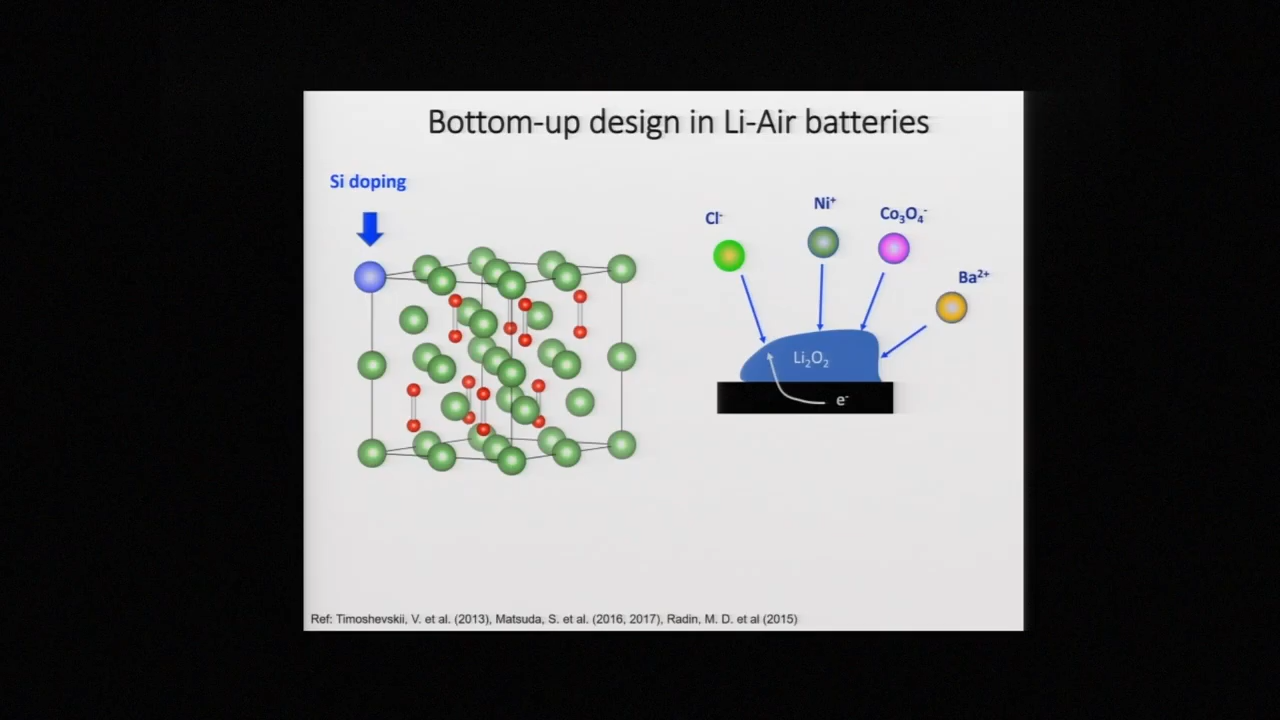 Bottom-up design in Li-Air batteries
Si doping
Cl⁻
Ni⁺
Co₃O₄⁻
Ba²⁺
Li₂O₂
e⁻
Ref: Timoshevskii, V. et al. (2013), Matsuda, S. et al. (2016, 2017), Radin, M. D. et al (2015)